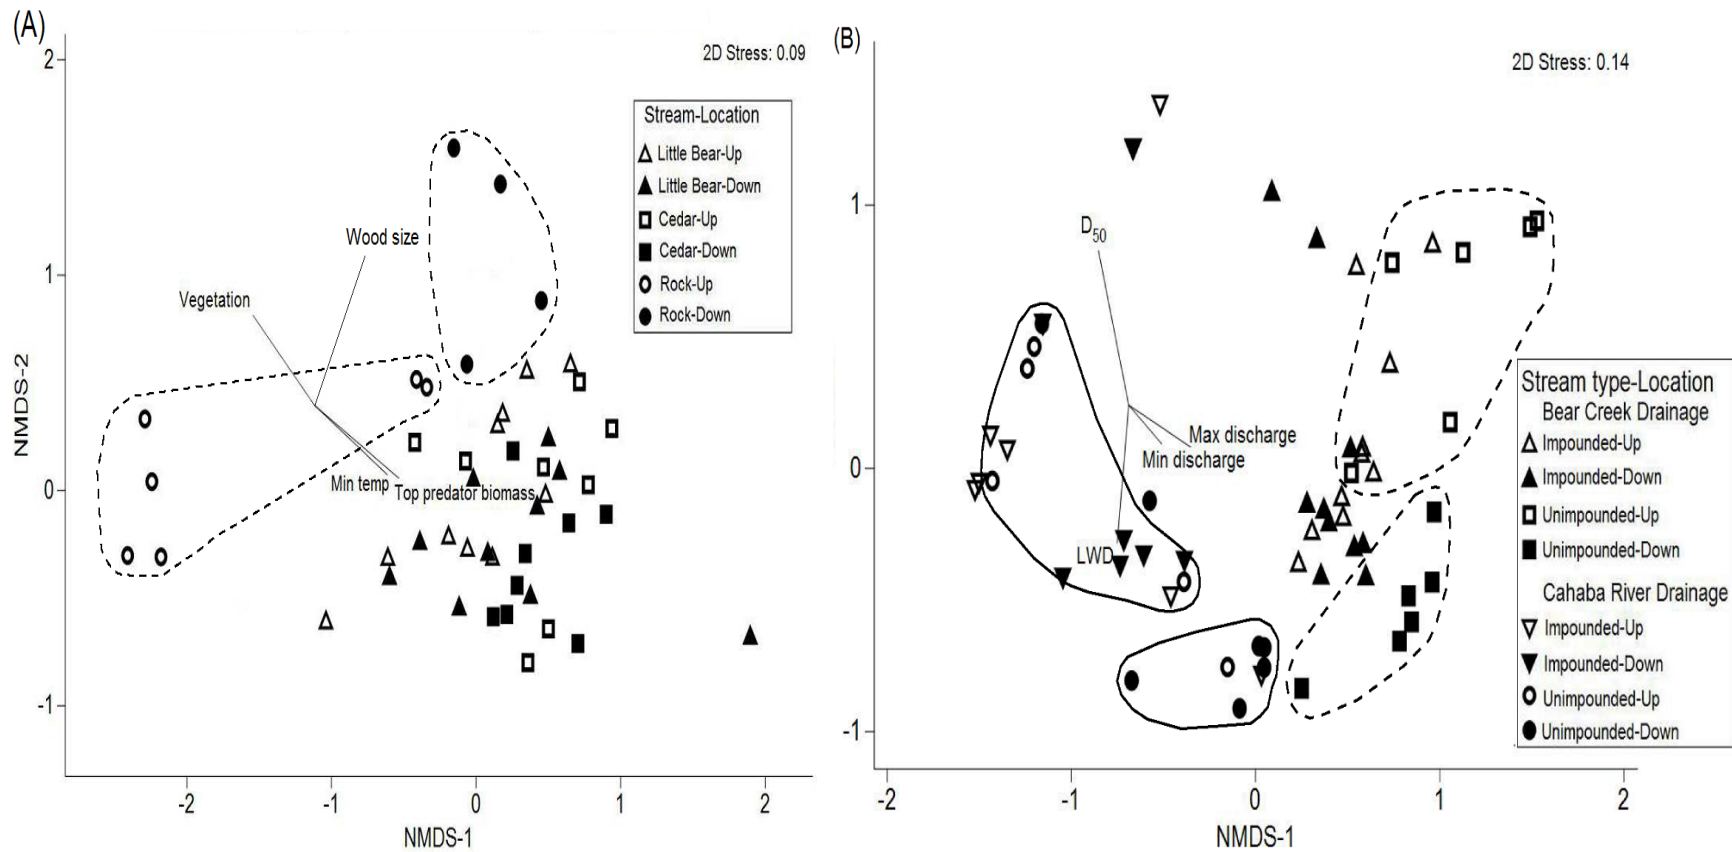 (A)
2D Stress: 0.09
2
1
0
-1
NMDS-2
-2
-1
0
1
2
NMDS-1
Wood size
Vegetation
Min temp
Top predator biomass
Stream-Location
Little Bear-Up
Little Bear-Down
Cedar-Up
Cedar-Down
Rock-Up
Rock-Down
(B)
2D Stress: 0.14
1
0
-1
-2
-1
0
1
2
NMDS-1
D50
Max discharge
Min discharge
LWD
Stream type-Location
Bear Creek Drainage
Impounded-Up
Impounded-Down
Unimpounded-Up
Unimpounded-Down
Cahaba River Drainage
Impounded-Up
Impounded-Down
Unimpounded-Up
Unimpounded-Down